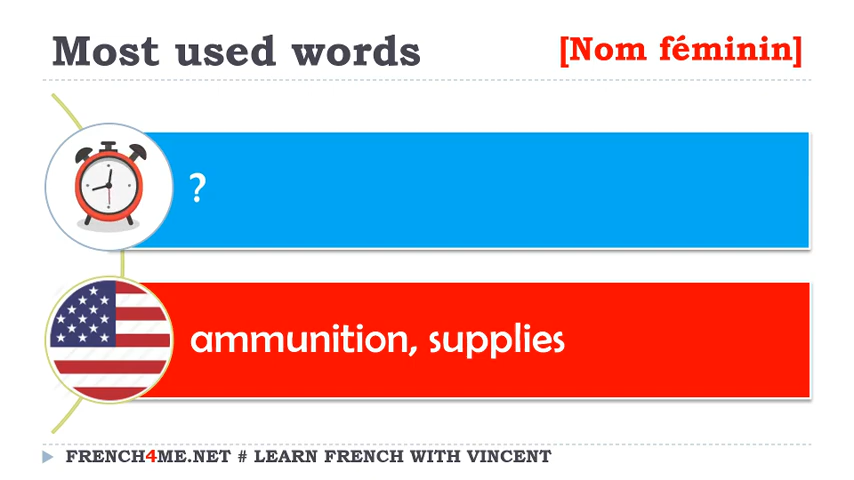 Most used words
[Nom féminin]
?
ammunition, supplies
FRENCH4ME.NET # LEARN FRENCH WITH VINCENT